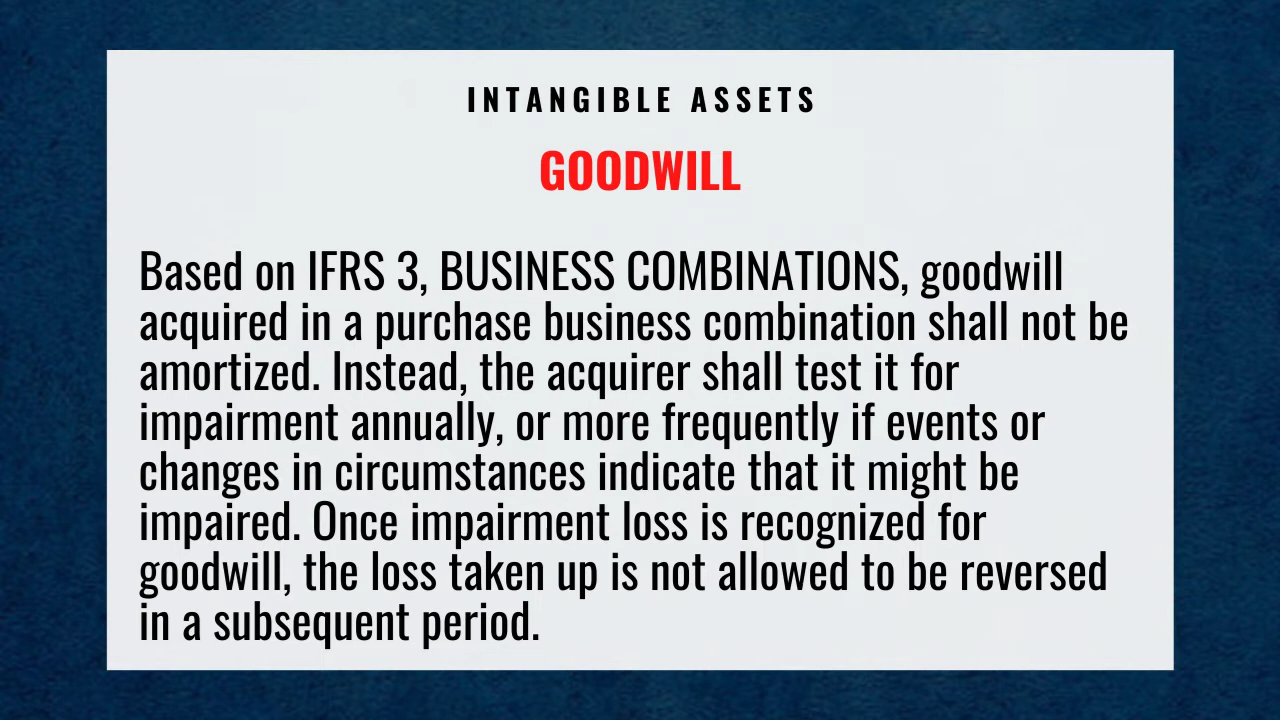 INTANGIBLE ASSETS
GOODWILL
Based on IFRS 3, BUSINESS COMBINATIONS, goodwill
acquired in a purchase business combination shall not be
amortized. Instead, the acquirer shall test it for
impairment annually, or more frequently if events or
changes in circumstances indicate that it might be
impaired. Once impairment loss is recognized for
goodwill, the loss taken up is not allowed to be reversed
in a subsequent period.